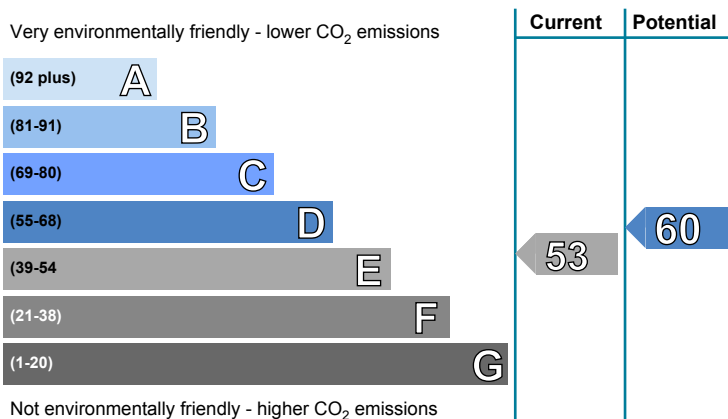 Current Potential
Very environmentally friendly - lower CO2 emissions
(92 plus) A
(81-91) B
(69-80) C
(55-68) D
60
(39-54 E
53
(21-38) F
(1-20) G
Not environmentally friendly - higher CO2 emissions